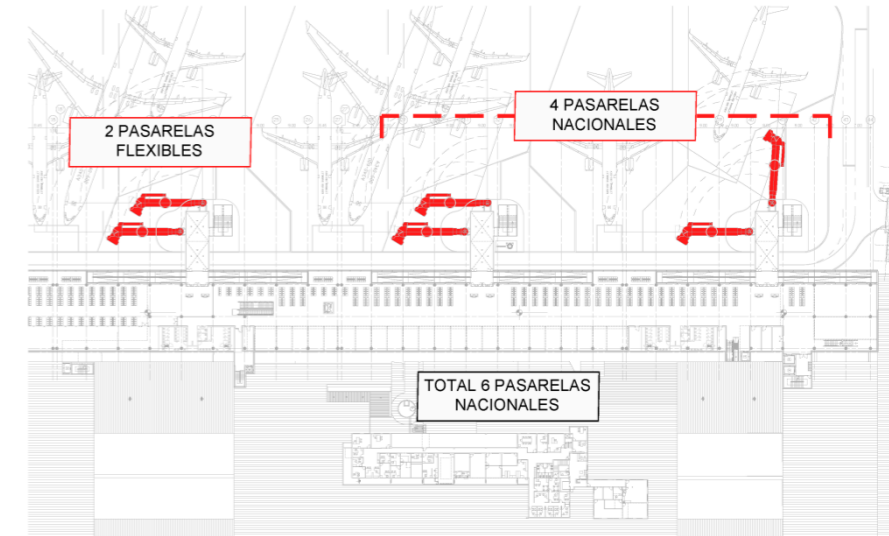 4 PASARELAS
NACIONALES
2 PASARELAS
FLEXIBLES
TOTAL 6 PASARELAS
NACIONALES